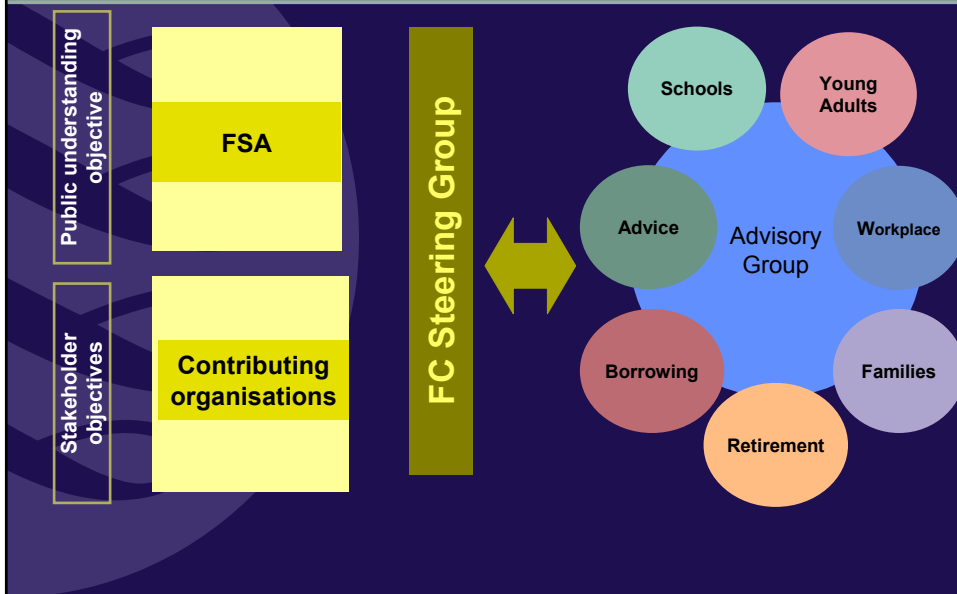 Public understanding
objective
FSA
Stakeholder
objectives
Contributing
organisations
FC Steering Group
Schools
Young
Adults
Advice
Advisory
Group
Workplace
Borrowing
Families
Retirement